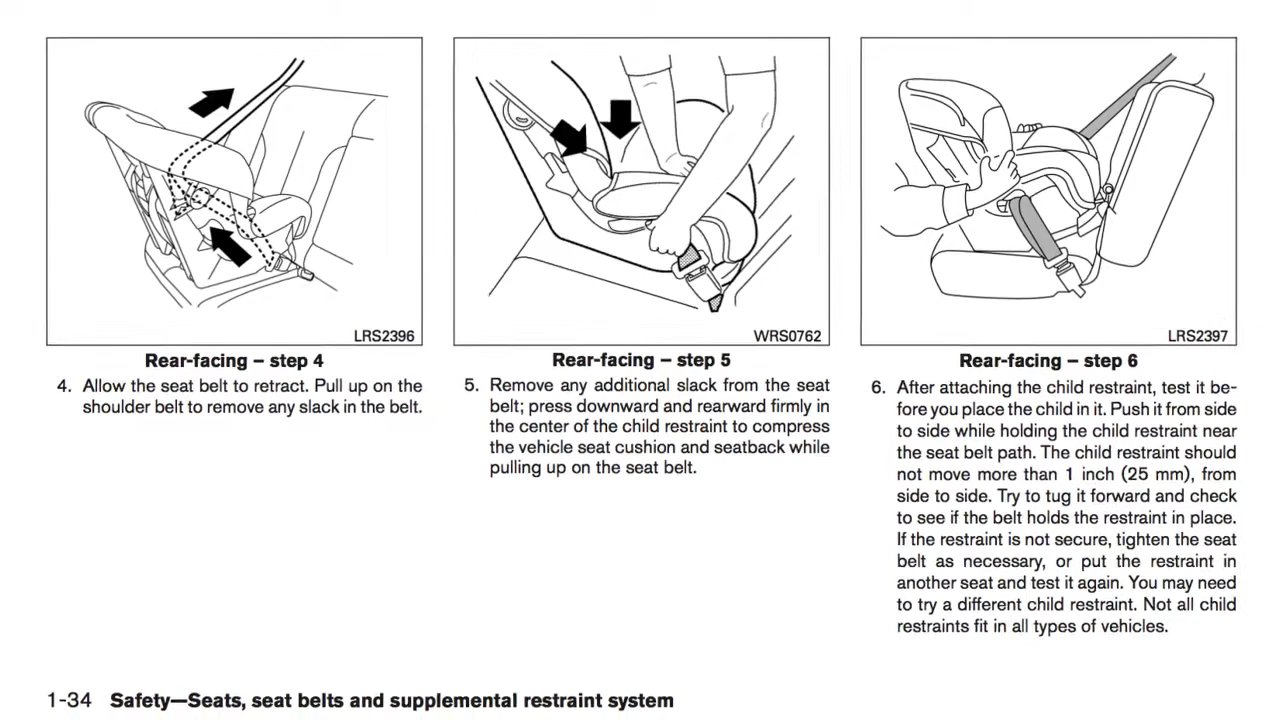 LRS2396
Rear-facing – step 4
4. Allow the seat belt to retract. Pull up on the
shoulder belt to remove any slack in the belt.
WRS0762
Rear-facing – step 5
5. Remove any additional slack from the seat
belt; press downward and rearward firmly in
the center of the child restraint to compress
the vehicle seat cushion and seatback while
pulling up on the seat belt.
LRS2397
Rear-facing – step 6
6. After attaching the child restraint, test it be-
fore you place the child in it. Push it from side
to side while holding the child restraint near
the seat belt path. The child restraint should
not move more than 1 inch (25 mm), from
side to side. Try to tug it forward and check
to see if the belt holds the restraint in place.
If the restraint is not secure, tighten the seat
belt as necessary, or put the restraint in
another seat and test it again. You may need
to try a different child restraint. Not all child
restraints fit in all types of vehicles.
1-34 Safety—Seats, seat belts and supplemental restraint system